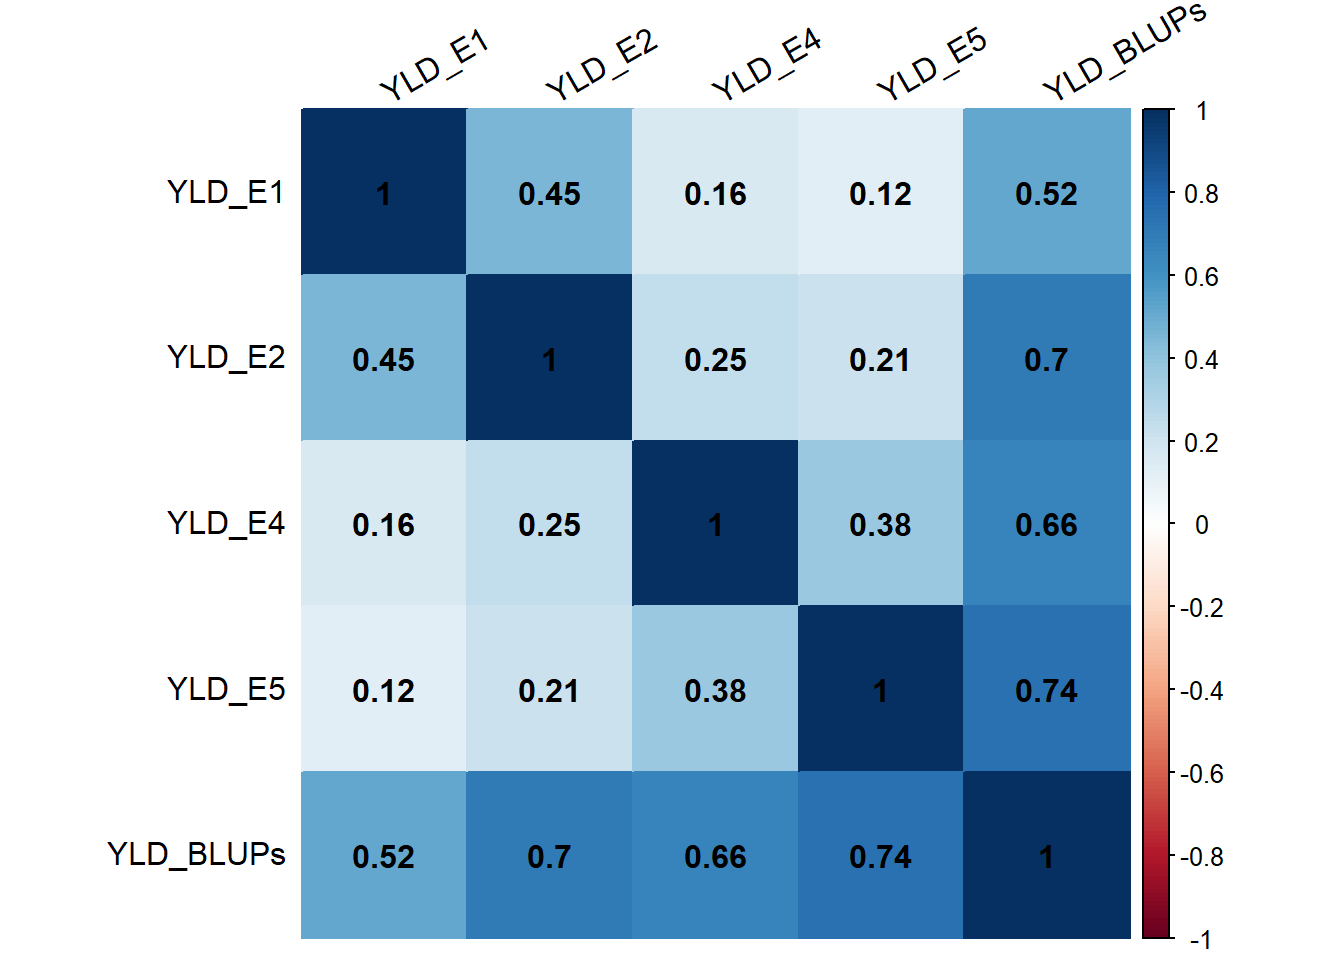 YLD_E1 YLD_E2 YLD_E4 YLD_E5 YLD_BLUPs
YLD_E1 1 0.45 0.16 0.12 0.52
YLD_E2 0.45 1 0.25 0.21 0.7
YLD_E4 0.16 0.25 1 0.38 0.66
YLD_E5 0.12 0.21 0.38 1 0.74
YLD_BLUPs 0.52 0.7 0.66 0.74 1
1
0.8
0.6
0.4
0.2
0
-0.2
-0.4
-0.6
-0.8
-1